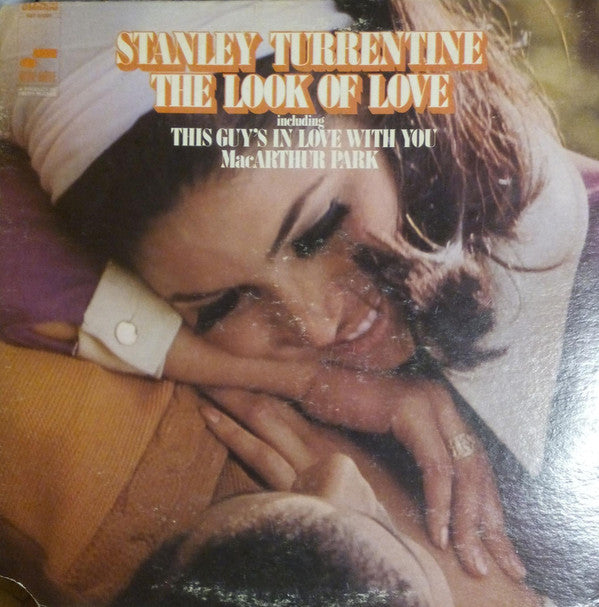 STANLEY TURRENTINE
THE LOOK OF LOVE
including
THIS GUY'S IN LOVE WITH YOU
MacARTHUR PARK